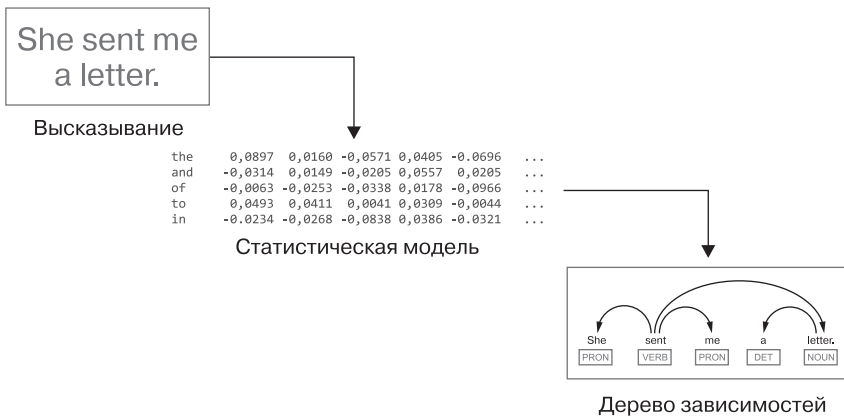 She sent me
a letter.
Высказывание
the 0,0897 0,0160 -0,0571 0,0405 -0.0696 ...
and -0,0314 0,0149 -0,0205 0,0557 0,0205 ...
of -0,0063 -0,0253 -0,0338 0,0178 -0,0966 ...
to 0,0493 0,0411 0,0041 0,0309 -0,0044 ...
in -0.0234 -0,0268 -0,0838 0,0386 -0.0321 ...
Статистическая модель
She sent me a letter.
PRON VERB PRON DET NOUN
Дерево зависимостей